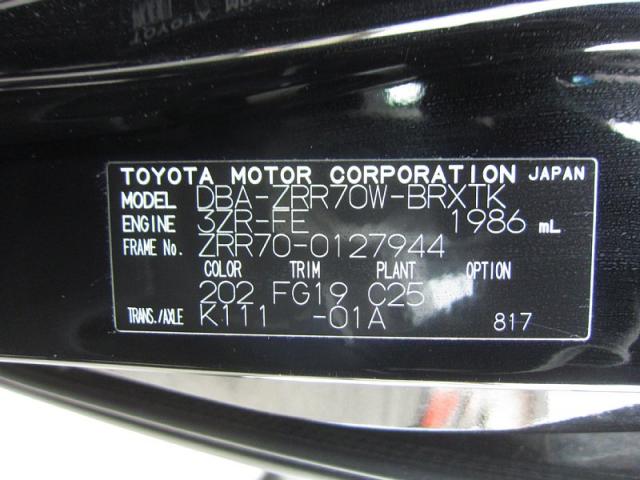 TOYOTA MOTOR CORPORATION JAPAN
MODEL DBA-ZRR70W-BRXTK
ENGINE 3ZR-FE 1986 mL
FRAME No. ZRR70-0127944
COLOR TRIM PLANT OPTION
202 FG19 C25
TRANS./AXLE K111 -01A 817